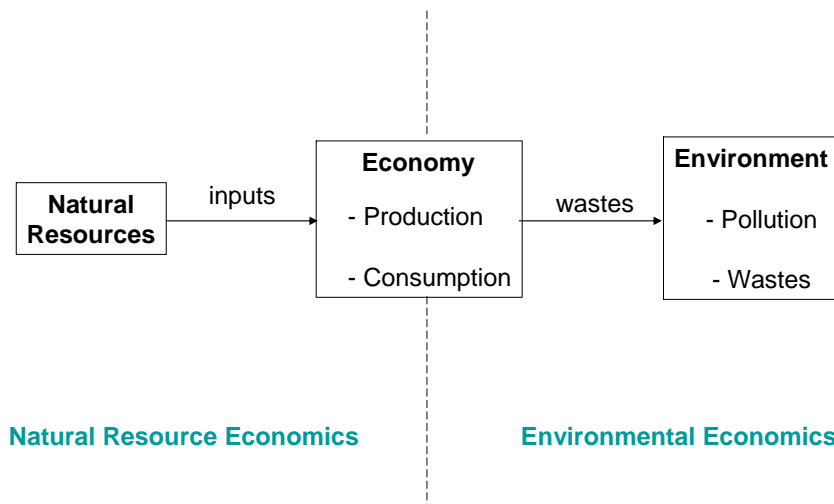 Natural
Resources
inputs
Economy
- Production
- Consumption
wastes
Environment
- Pollution
- Wastes
Natural Resource Economics
Environmental Economics